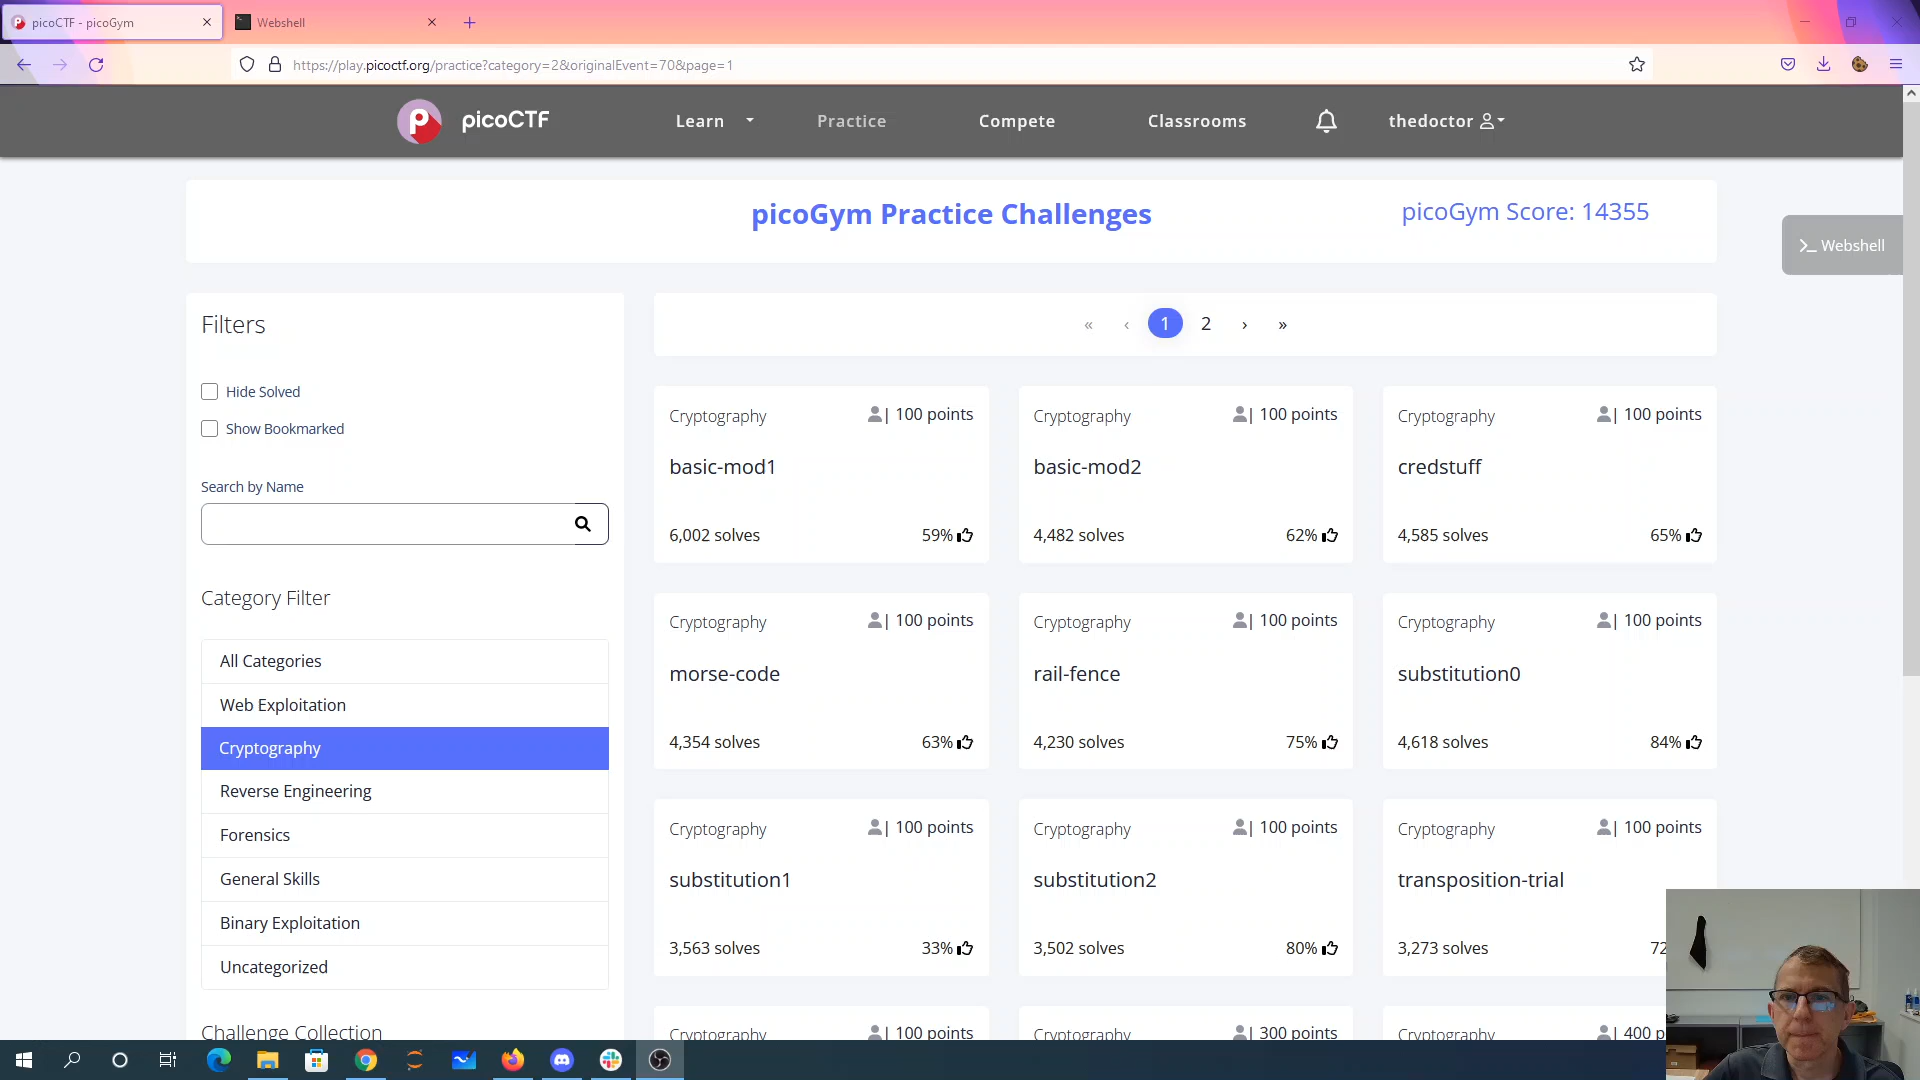 picoCTF - picoGym
Webshell
https://play.picoctf.org/practice?category=2&originalEvent=70&page=1
picoCTF
Learn
Practice
Compete
Classrooms
thedoctor
picoGym Practice Challenges
picoGym Score: 14355
>_ Webshell
Filters
Hide Solved
Show Bookmarked
Search by Name
Category Filter
All Categories
Web Exploitation
Cryptography
Reverse Engineering
Forensics
General Skills
Binary Exploitation
Uncategorized
Challenge Collection
« ‹ 1 2 › »
Cryptography | 100 points
basic-mod1
6,002 solves 59%
Cryptography | 100 points
basic-mod2
4,482 solves 62%
Cryptography | 100 points
credstuff
4,585 solves 65%
Cryptography | 100 points
morse-code
4,354 solves 63%
Cryptography | 100 points
rail-fence
4,230 solves 75%
Cryptography | 100 points
substitution0
4,618 solves 84%
Cryptography | 100 points
substitution1
3,563 solves 33%
Cryptography | 100 points
substitution2
3,502 solves 80%
Cryptography | 100 points
transposition-trial
3,273 solves 72
Cryptography | 100 points
Cryptography | 300 points
Cryptography | 400 p